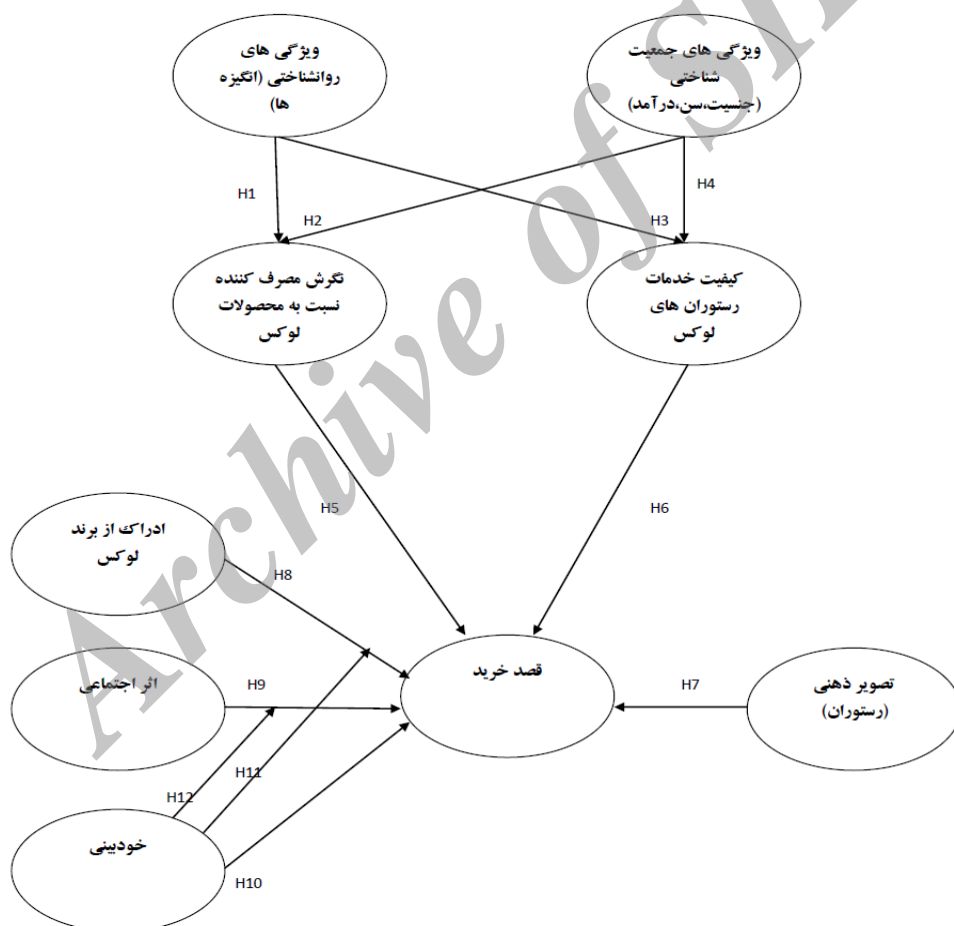 ویژگی های جمعیت
شناختی
(جنسیت،سن،درآمد)
ویژگی های
روانشناختی (انگیزه
ها)
H1
H2
H3
H4
کیفیت خدمات
رستوران های
لوکس
نگرش مصرف کننده
نسبت به محصولات
لوکس
H5
H6
ادراک از برند
لوکس
H8
قصد خرید
اثر اجتماعی
H9
H7
تصویر ذهنی
(رستوران)
H11
H12
خودبینی
H10
Archive of SI